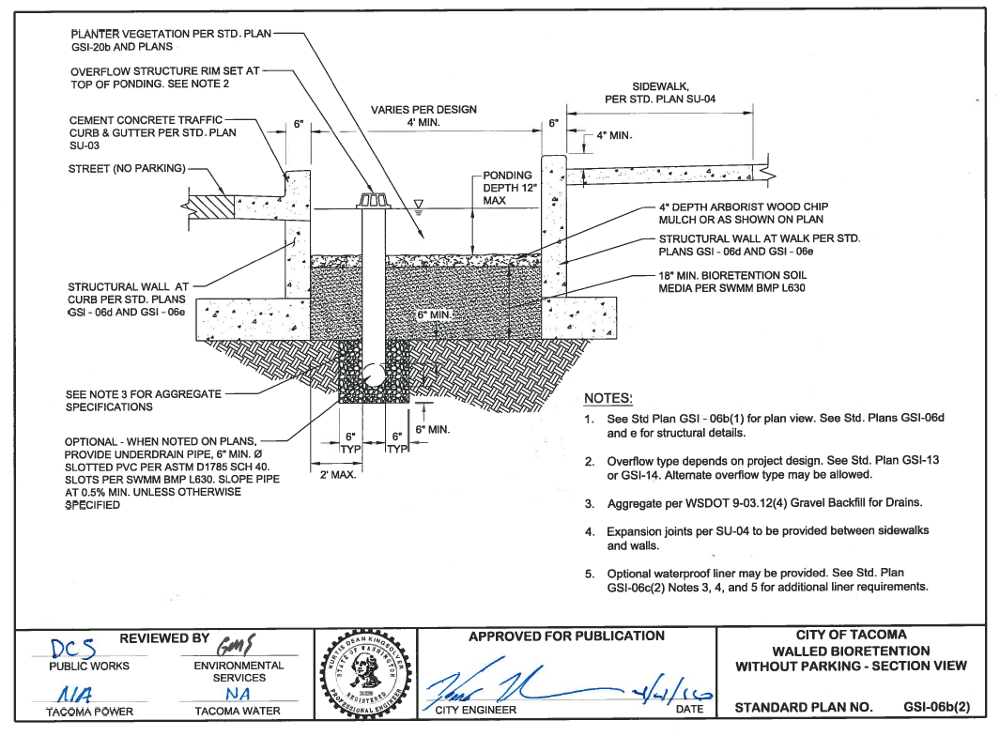 PLANTER VEGETATION PER STD. PLAN
GSI-20b AND PLANS
OVERFLOW STRUCTURE RIM SET AT
TOP OF PONDING. SEE NOTE 2
CEMENT CONCRETE TRAFFIC
CURB & GUTTER PER STD. PLAN
SU-03
STREET (NO PARKING)
6"
VARIES PER DESIGN
4' MIN.
6"
SIDEWALK,
PER STD. PLAN SU-04
4" MIN.
PONDING
DEPTH 12"
MAX
4" DEPTH ARBORIST WOOD CHIP
MULCH OR AS SHOWN ON PLAN
STRUCTURAL WALL AT WALK PER STD.
PLANS GSI - 06d AND GSI - 06e
18" MIN. BIORETENTION SOIL
MEDIA PER SWMM BMP L630
STRUCTURAL WALL AT
CURB PER STD. PLANS
GSI - 06d AND GSI - 06e
6" MIN.
SEE NOTE 3 FOR AGGREGATE
SPECIFICATIONS
OPTIONAL - WHEN NOTED ON PLANS,
PROVIDE UNDERDRAIN PIPE, 6" MIN. Ø
SLOTTED PVC PER ASTM D1785 SCH 40.
SLOTS PER SWMM BMP L630. SLOPE PIPE
AT 0.5% MIN. UNLESS OTHERWISE
SPECIFIED
6" MIN.
6"
TYP
6"
TYP
2' MAX.
NOTES:
1. See Std Plan GSI - 06b(1) for plan view. See Std. Plans GSI-06d
and e for structural details.
2. Overflow type depends on project design. See Std. Plan GSI-13
or GSI-14. Alternate overflow type may be allowed.
3. Aggregate per WSDOT 9-03.12(4) Gravel Backfill for Drains.
4. Expansion joints per SU-04 to be provided between sidewalks
and walls.
5. Optional waterproof liner may be provided. See Std. Plan
GSI-06c(2) Notes 3, 4, and 5 for additional liner requirements.
REVIEWED BY
DCS
PUBLIC WORKS
ENVIRONMENTAL
SERVICES
N/A
TACOMA POWER
NA
TACOMA WATER
KURTIS DEAN KINGSOLVER
STATE OF WASHINGTON
REGISTERED
PROFESSIONAL ENGINEER
APPROVED FOR PUBLICATION
CITY ENGINEER
DATE
CITY OF TACOMA
WALLED BIORETENTION
WITHOUT PARKING - SECTION VIEW
STANDARD PLAN NO. GSI-06b(2)